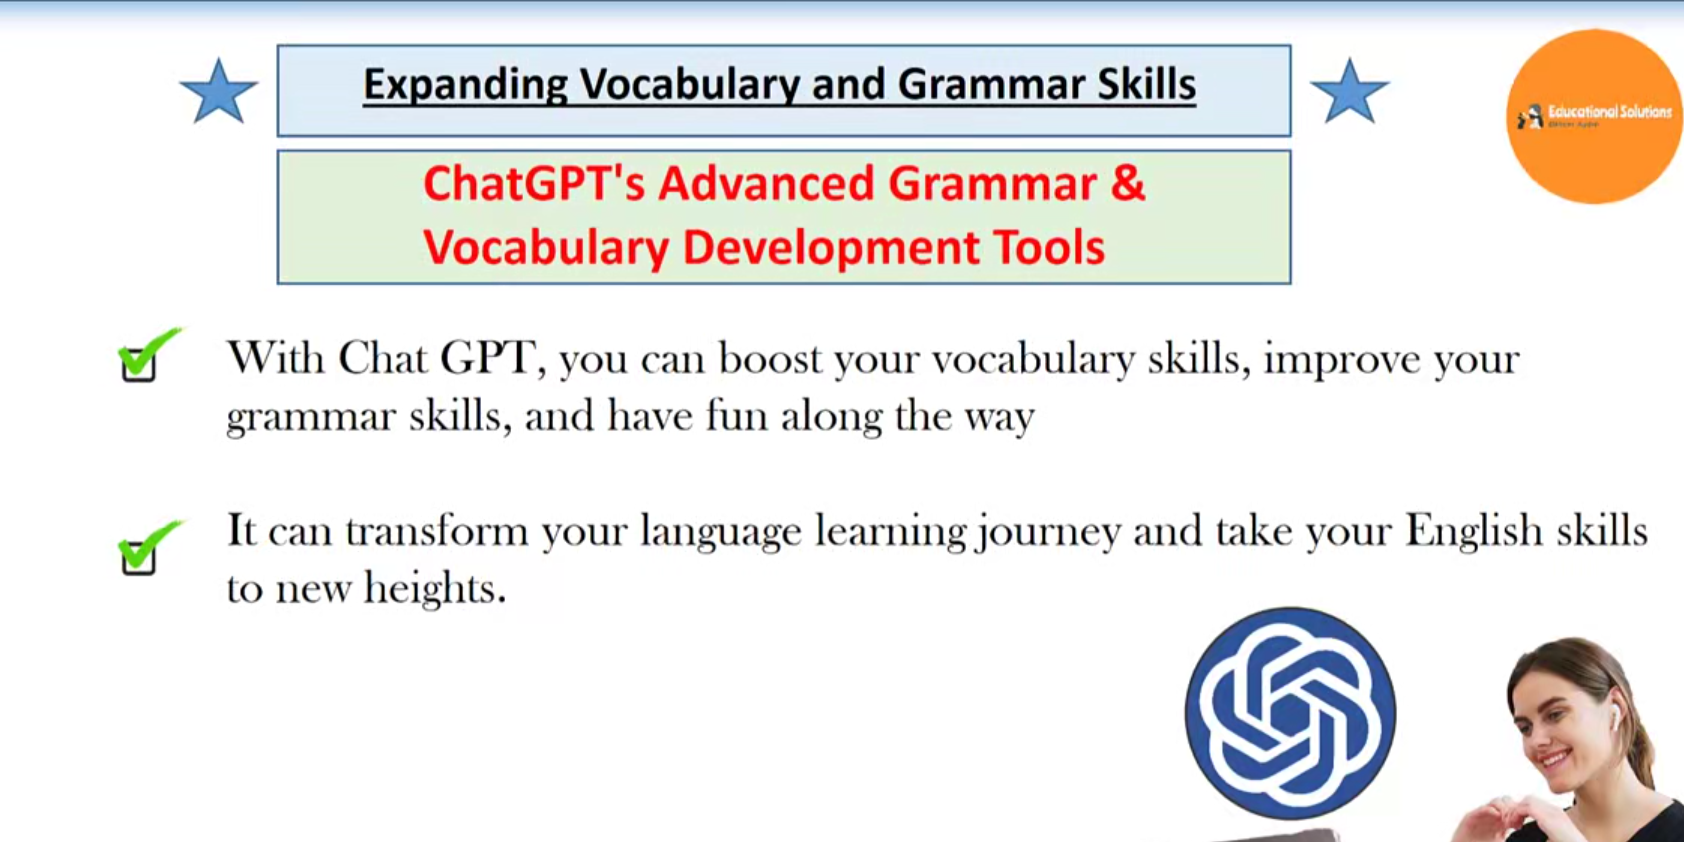 Expanding Vocabulary and Grammar Skills
Educational Solutions
ChatGPT's Advanced Grammar &
Vocabulary Development Tools
With Chat GPT, you can boost your vocabulary skills, improve your
grammar skills, and have fun along the way
It can transform your language learning journey and take your English skills
to new heights.